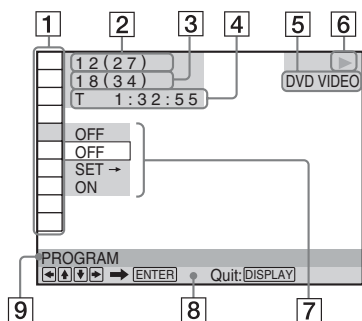 1 2 3 4 5 6
12(27)
18(34)
T 1:32:55
DVD VIDEO
OFF
OFF
SET →
ON
PROGRAM
ENTER Quit: DISPLAY
9 8 7